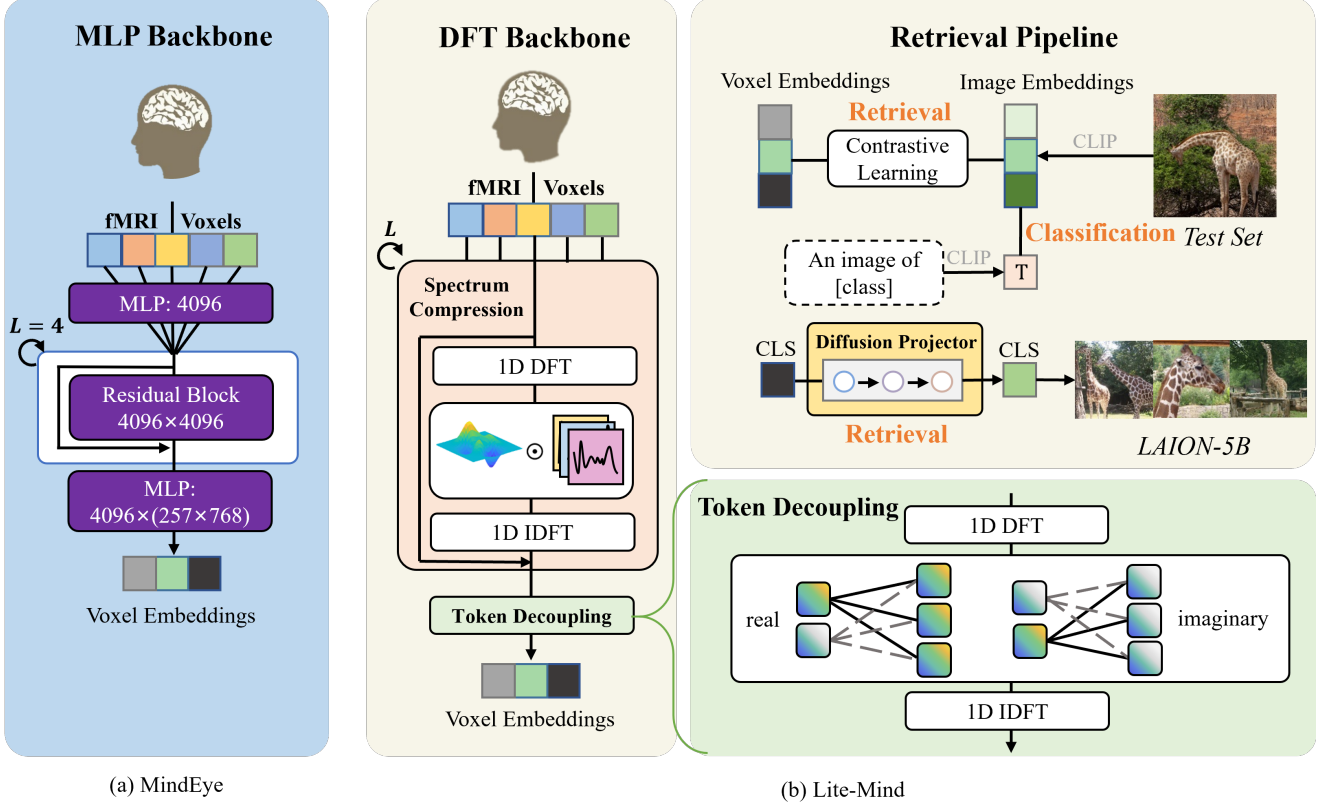 MLP Backbone
fMRI Voxels
MLP: 4096
L = 4
Residual Block
4096×4096
MLP:
4096×(257×768)
Voxel Embeddings
(a) MindEye
DFT Backbone
fMRI Voxels
L
Spectrum
Compression
1D DFT
⊙
1D IDFT
Token Decoupling
Voxel Embeddings
Retrieval Pipeline
Voxel Embeddings
Image Embeddings
Retrieval
Contrastive
Learning
CLIP
Classification
Test Set
An image of
[class]
CLIP
T
CLS
Diffusion Projector
CLS
Retrieval
LAION-5B
Token Decoupling
1D DFT
real
imaginary
1D IDFT
(b) Lite-Mind